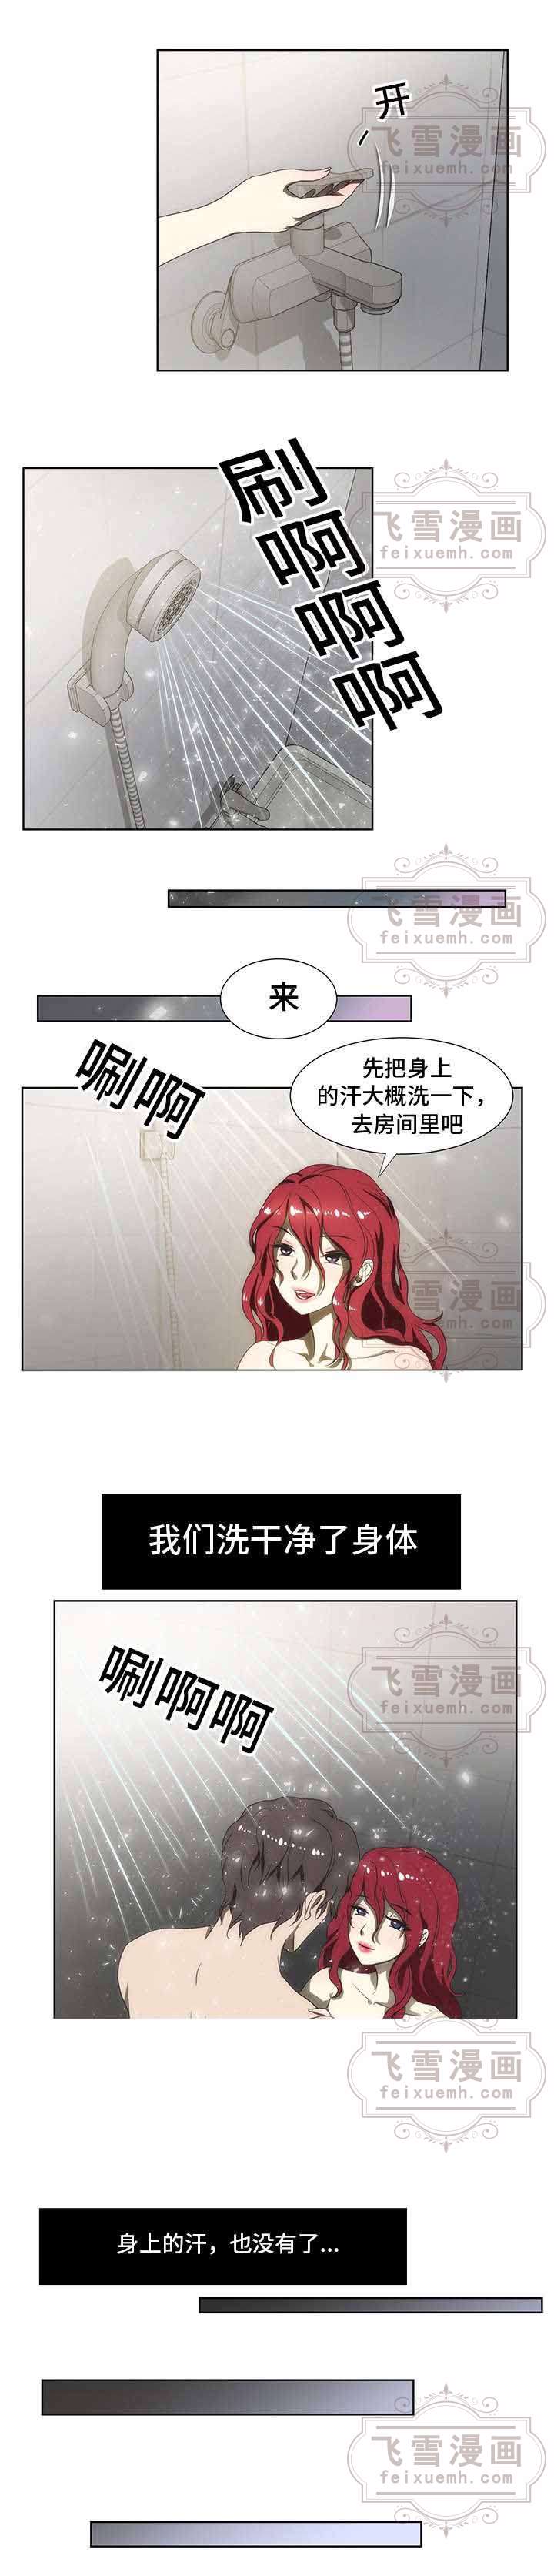 开
飞雪漫画
feixuemh.com
刷
啊
啊
啊
飞雪漫画
feixuemh.com
飞雪漫画
feixuemh.com
来
唰啊
先把身上
的汗大概洗一下，
去房间里吧
飞雪漫画
feixuemh.com
我们洗干净了身体
唰啊啊
飞雪漫画
feixuemh.com
飞雪漫画
feixuemh.com
身上的汗，也没有了...
飞雪漫画
feixuemh.com